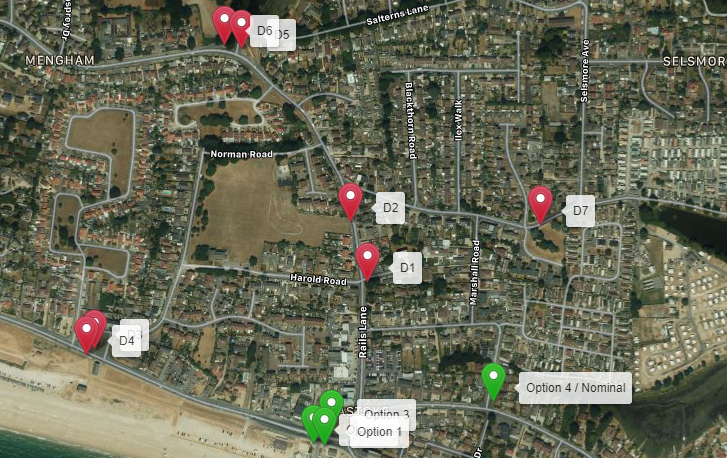 Salterns Lane
D6
D5
MENGHAM
SELSMOR
Selsmore Ave
Blackthorn Road
Ilex Walk
Norman Road
D2
D7
D1
Harold Road
Marshall Road
Rails Lane
D4
Option 4 / Nominal
Option 3
Option 1
Dr